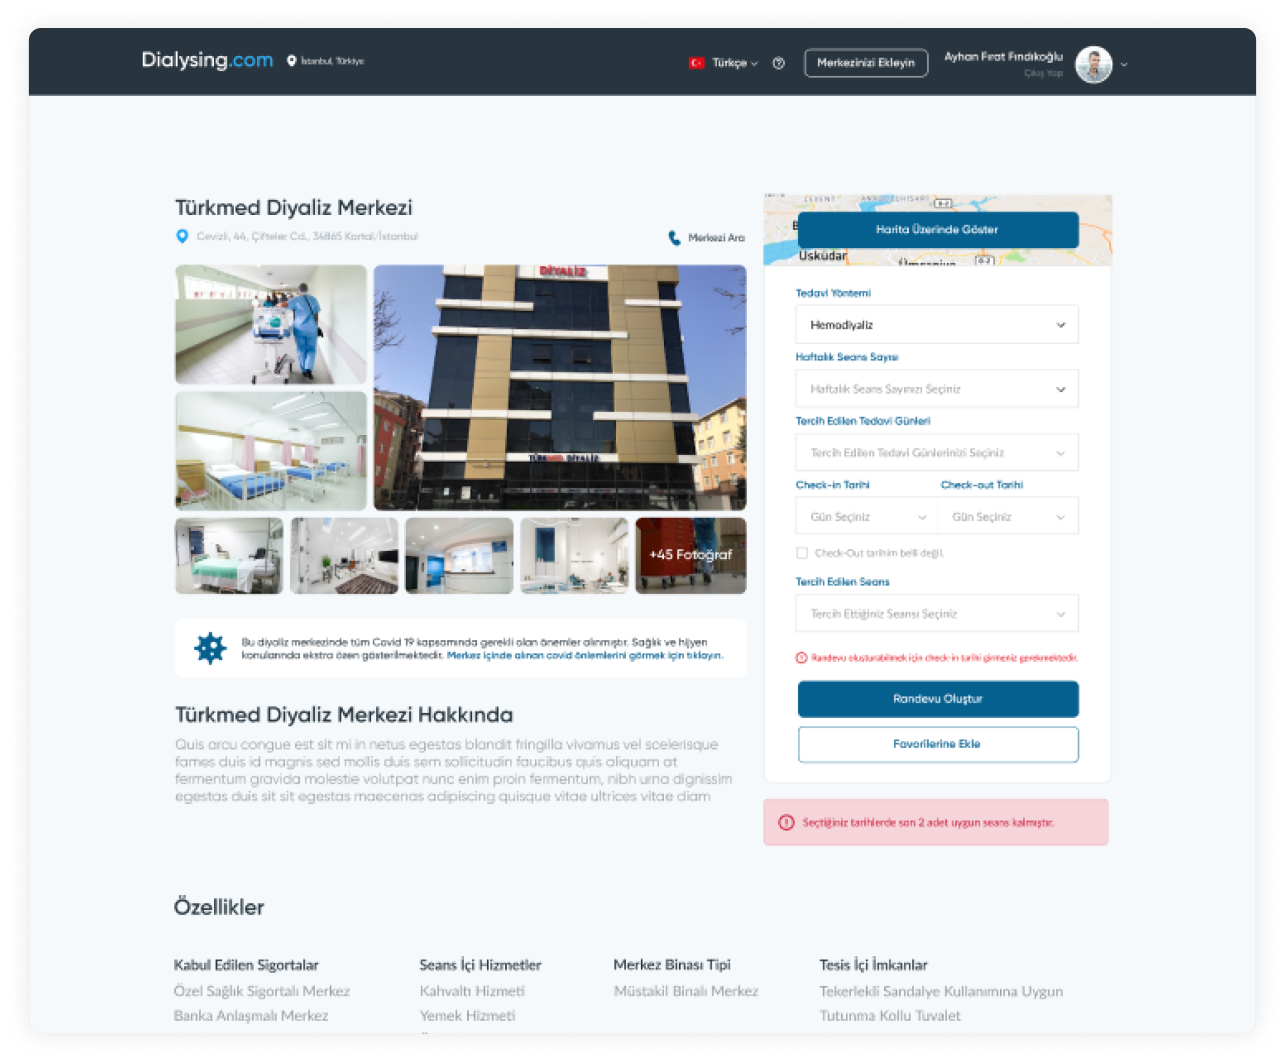 Dialysing.com
İstanbul, Türkiye
Türkçe
Merkezinizi Ekleyin
Ayhan Fırat Fındıkoğlu
Çıkış Yap
Türkmed Diyaliz Merkezi
Cevizli, 44, Çifteler Cd., 34865 Kartal/İstanbul
Merkezi Ara
DİYALİZ
TÜRKMED DİYALİZ
+45 Fotoğraf
Bu diyaliz merkezinde tüm Covid 19 kapsamında gerekli olan önemler alınmıştır. Sağlık ve hijyen
konularında ekstra özen gösterilmektedir. Merkez içinde alınan covid önlemlerini görmek için tıklayın.
Türkmed Diyaliz Merkezi Hakkında
Quis arcu congue est sit mi in netus egestas blandit fringilla vivamus vel scelerisque
fames duis id magnis sed mollis duis sem sollicitudin faucibus quis aliquam at
fermentum gravida molestie volutpat nunc enim proin fermentum, nibh urna dignissim
egestas duis sit sit egestas maecenas adipiscing quisque vitae ultrices vitae diam
LEVENT
ANADOLUHİSARI
O-2
Harita Üzerinde Göster
Üsküdar
Ümraniye
O-2
Tedavi Yöntemi
Hemodiyaliz
Haftalık Seans Sayısı
Haftalık Seans Sayınızı Seçiniz
Tercih Edilen Tedavi Günleri
Tercih Edilen Tedavi Günlerinizi Seçiniz
Check-in Tarihi
Check-out Tarihi
Gün Seçiniz
Gün Seçiniz
Check-Out tarihim belli değil.
Tercih Edilen Seans
Tercih Ettiğiniz Seansı Seçiniz
Randevu oluşturabilmek için check-in tarihi girmeniz gerekmektedir.
Randevu Oluştur
Favorilerine Ekle
Seçtiğiniz tarihlerde son 2 adet uygun seans kalmıştır.
Özellikler
Kabul Edilen Sigortalar
Özel Sağlık Sigortalı Merkez
Banka Anlaşmalı Merkez
Seans İçi Hizmetler
Kahvaltı Hizmeti
Yemek Hizmeti
Merkez Binası Tipi
Müstakil Binalı Merkez
Tesis İçi İmkanlar
Tekerlekli Sandalye Kullanımına Uygun
Tutunma Kollu Tuvalet